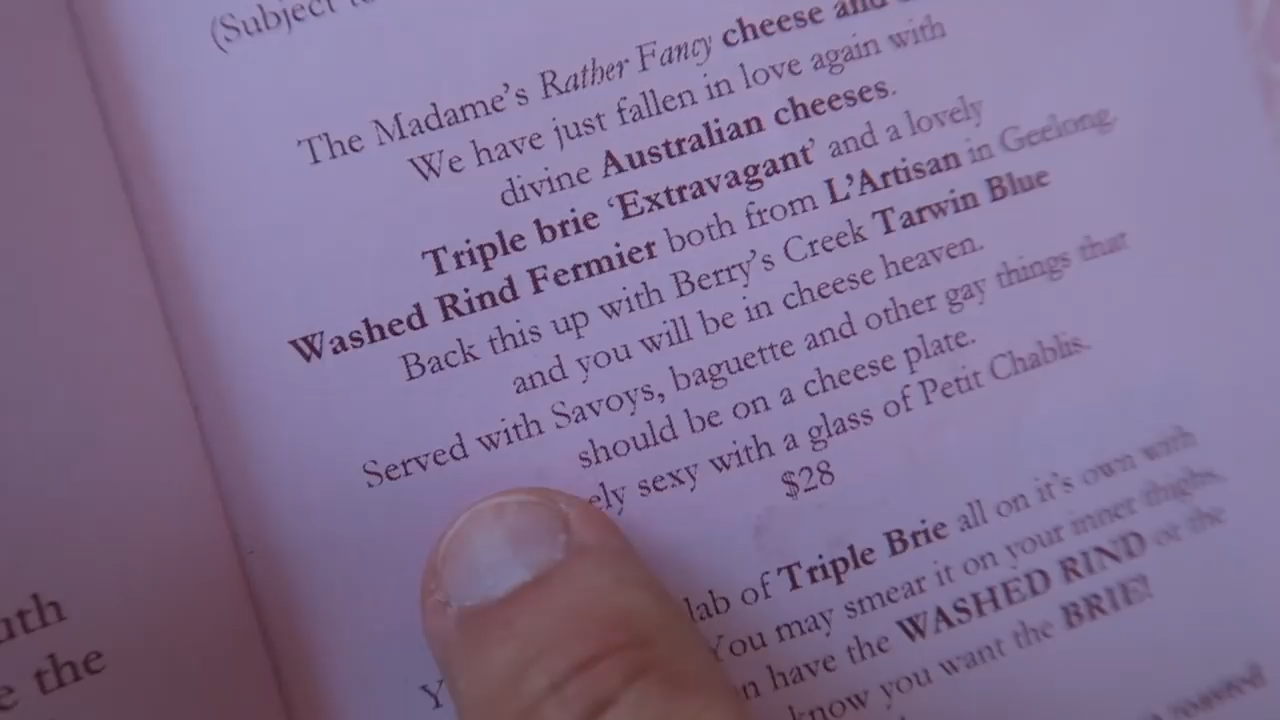 (Subject to
The Madame's Rather Fancy cheese and
We have just fallen in love again with
divine Australian cheeses.
Triple brie 'Extravagant' and a lovely
Washed Rind Fermier both from L'Artisan in Geelong.
Back this up with Berry's Creek Tarwin Blue
and you will be in cheese heaven.
Served with Savoys, baguette and other gay things that
should be on a cheese plate.
ely sexy with a glass of Petit Chablis.
$28
lab of Triple Brie all on it's own with
You may smear it on your inner thighs.
Y n have the WASHED RIND or the
know you want the BRIE!
roasted
uth
e the